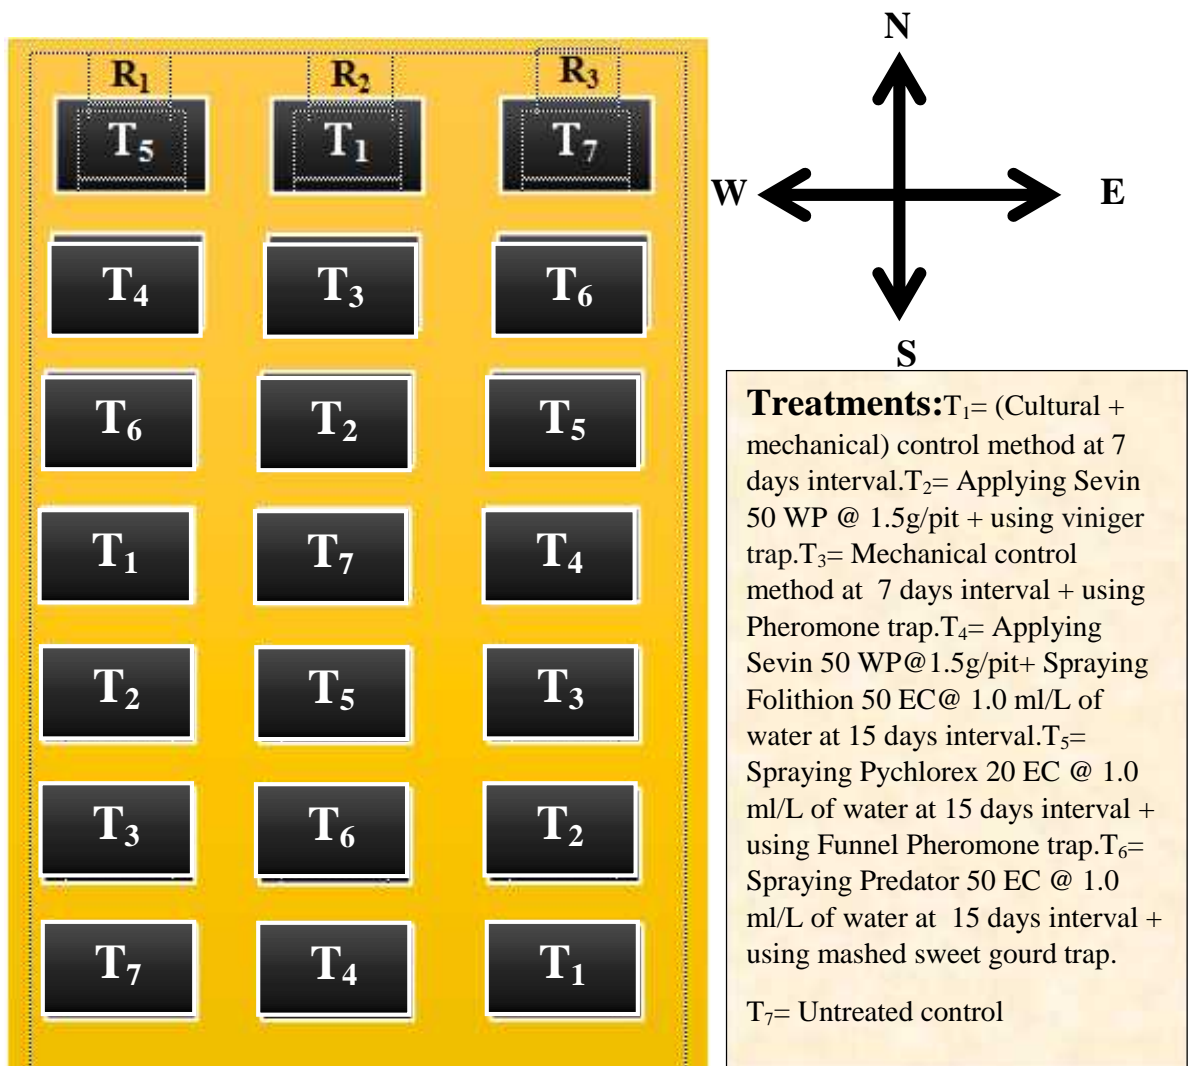 N
R₁ R₂ R₃
T₅ T₁ T₇
W E
T₄ T₃ T₆
S
T₆ T₂ T₅
T₁ T₇ T₄
T₂ T₅ T₃
T₃ T₆ T₂
T₇ T₄ T₁
Treatments:T₁= (Cultural +
mechanical) control method at 7
days interval.T₂= Applying Sevin
50 WP @ 1.5g/pit + using viniger
trap.T₃= Mechanical control
method at 7 days interval + using
Pheromone trap.T₄= Applying
Sevin 50 WP@1.5g/pit+ Spraying
Folithion 50 EC@ 1.0 ml/L of
water at 15 days interval.T₅=
Spraying Pychlorex 20 EC @ 1.0
ml/L of water at 15 days interval +
using Funnel Pheromone trap.T₆=
Spraying Predator 50 EC @ 1.0
ml/L of water at 15 days interval +
using mashed sweet gourd trap.
T₇= Untreated control